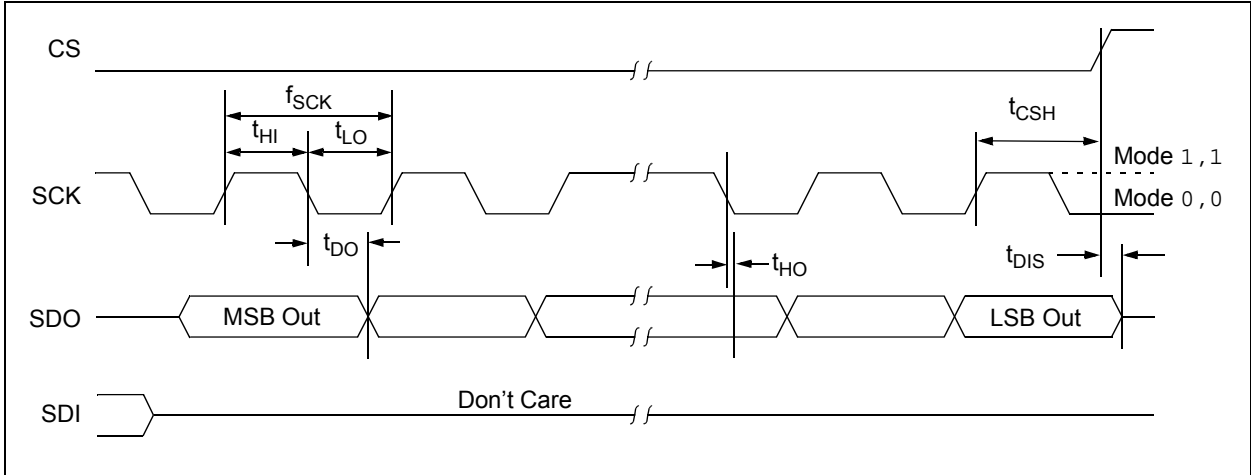 CS
fSCK
tHI
tLO
tCSH
Mode 1,1
SCK
Mode 0,0
tDO
tHO
tDIS
SDO
MSB Out
LSB Out
SDI
Don't Care